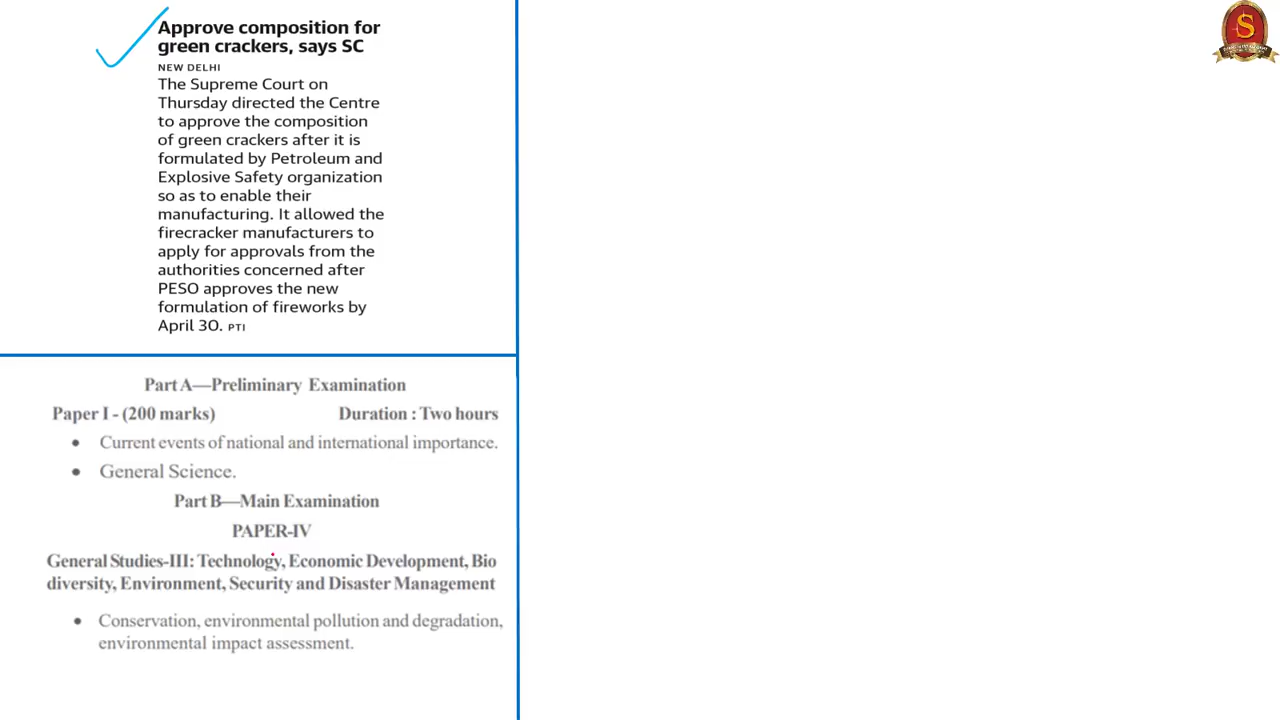 Approve composition for
green crackers, says SC
NEW DELHI
The Supreme Court on
Thursday directed the Centre
to approve the composition
of green crackers after it is
formulated by Petroleum and
Explosive Safety organization
so as to enable their
manufacturing. It allowed the
firecracker manufacturers to
apply for approvals from the
authorities concerned after
PESO approves the new
formulation of fireworks by
April 30. PTI
Part A—Preliminary Examination
Paper I - (200 marks) Duration : Two hours
• Current events of national and international importance.
• General Science.
Part B—Main Examination
PAPER-IV
General Studies-III: Technology, Economic Development, Bio
diversity, Environment, Security and Disaster Management
• Conservation, environmental pollution and degradation,
environmental impact assessment.
S